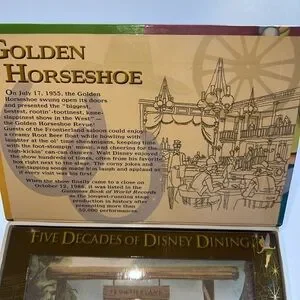 GOLDEN
HORSESHOE
On July 17, 1955, the Golden
Horseshoe swung open its doors
and presented the "biggest,
bestest, rootin'-tootinest, knee-
slappinest show in the West"—
the Golden Horseshoe Revue!
Guests of the Frontierland saloon could enjoy
a frosty Root Beer float while howling with
laughter at the ol' time shenanigans, keeping time
with the foot-stompin' music, and cheering for the
high-kickin' can-can dancers. Walt Disney enjoyed
the show hundreds of times, often from his favorite
box right next to the stage. The corny jokes and
toe-tapping songs made him laugh and applaud as
if every visit was his first!
When the show finally came to a close on
October 12, 1986, it was listed in the
Guinness Book of World Records
as the longest-running stage
production in history after
presenting more than
50,000 performances.
FIVE DECADES OF DISNEY DINING